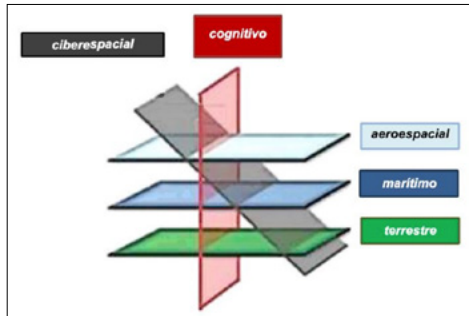 cognitivo
ciberespacial
aeroespacial
marítimo
terrestre